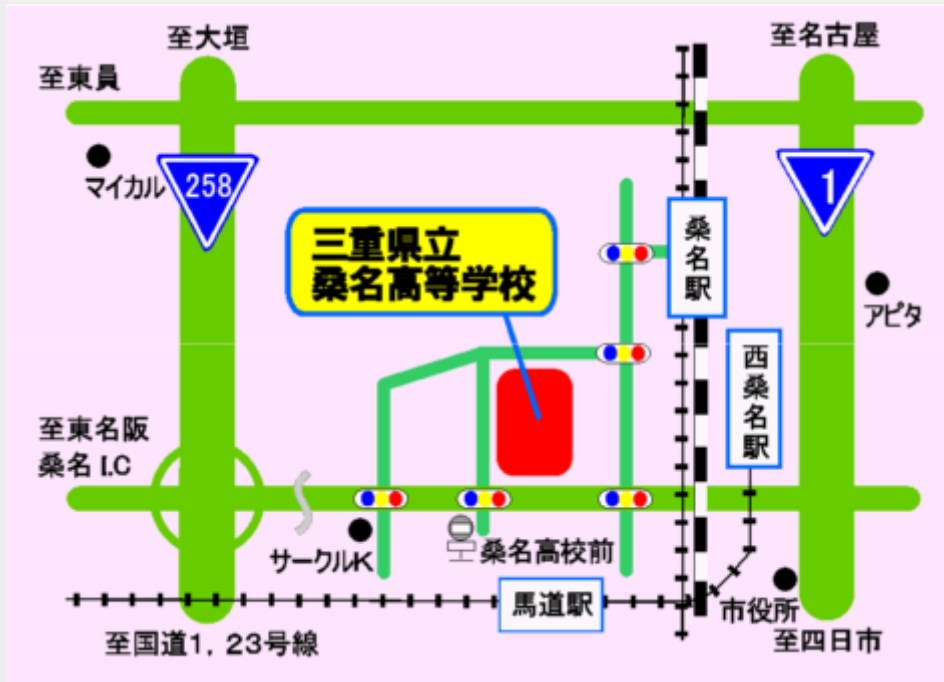 至大垣
至名古屋
至東員
マイカル
258
1
三重県立
桑名高等学校
桑名駅
アピタ
西桑名駅
至東名阪
桑名I.C
サークルK
桑名高校前
馬道駅
市役所
至国道1，23号線
至四日市